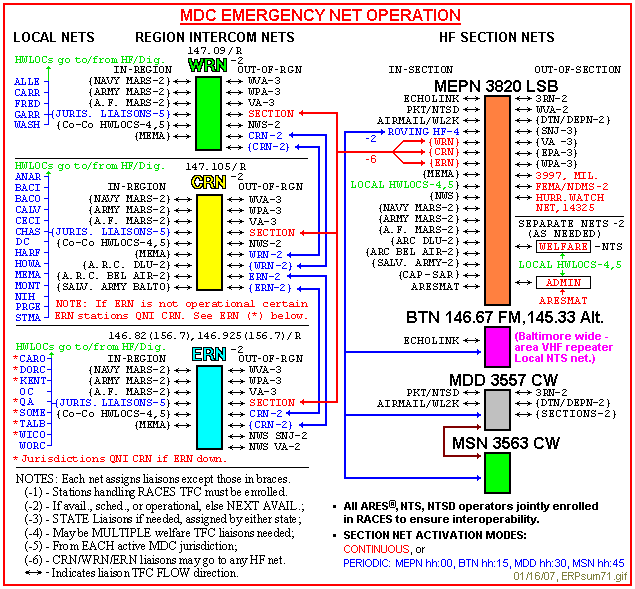 MDC EMERGENCY NET OPERATION
LOCAL NETS
REGION INTERCOM NETS
HF SECTION NETS
147.09/R
HWLOCs go to/from HF/Dig.
WRN -2
IN-REGION
OUT-OF-RGN
ALLE
CARR
FRED
GARR
WASH
{NAVY MARS-2}
{ARMY MARS-2}
{A.F. MARS-2}
{JURIS. LIAISONS-5}
{Co-Co HWLOCS-4,5}
{MEMA}
WVA-3
WPA-3
VA-3
SECTION
CRN-2
{CRN-2}
NWS-2
HWLOCs go to/from HF/Dig.
147.105/R
CRN -2
IN-REGION
OUT-OF-RGN
ANAR
BACI
BACO
CALV
CECI
CHAS
DC
HARF
HOWA
MEMA
MONT
NIH
PRGE
STMA
{NAVY MARS-2}
{ARMY MARS-2}
{A.F. MARS-2}
{JURIS. LIAISONS-5}
{Co-Co HWLOCS-4,5}
{MEMA}
{A.R.C. DLU-2}
{A.R.C. BEL AIR-2}
{SALV. ARMY BALTO}
WVA-3
WPA-3
VA-3
SECTION
NWS-2
WRN-2
{WRN-2}
ERN-2
{ERN-2}
NOTE: If ERN is not operational certain
ERN stations QNI CRN. See ERN (*) below.
146.82(156.7), 146.925(156.7)/R
HWLOCs go to/from HF/Dig.
ERN -2
IN-REGION
OUT-OF-RGN
*CARO
*DORC
*KENT
OC
*QA
*SOME
*TALB
*WICO
WORC
{NAVY MARS-2}
{ARMY MARS-2}
{A.F. MARS-2}
{JURIS. LIAISONS-5}
{Co-Co HWLOCS-4,5}
{MEMA}
WVA-3
WPA-3
VA-3
SECTION
CRN-2
{CRN-2}
NWS SNJ-2
NWS VA-2
*Jurisdictions QNI CRN if ERN down.
NOTES: Each net assigns liaisons except those in braces.
(-1) - Stations handling RACES TFC must be enrolled.
(-2) - If avail., sched., or operational, else NEXT AVAIL.;
(-3) - STATE Liaisons if needed, assigned by either state;
(-4) - May be MULTIPLE welfare TFC liaisons needed;
(-5) - From EACH active MDC jurisdiction;
(-6) - CRN/WRN/ERN liaisons may go to any HF net.
↔ - Indicates liaison TFC FLOW direction.
IN-SECTION
OUT-OF-SECTION
MEPN 3820 LSB
ECHOLINK
PKT/NTSD
AIRMAIL/WL2K
ROVING HF-4
-2
{WRN}
-6
{CRN}
{ERN}
{MEMA}
LOCAL HWLOCS-4,5
{NWS}
{NAVY MARS-2}
{ARMY MARS-2}
{A.F. MARS-2}
{ARC DLU-2}
{ARC BEL AIR-2}
{SALV. ARMY-2}
{CAP-SAR}
ARESMAT
3RN-2
WVA-2
{DTN/DEPN-2}
{SNJ-3}
{VA-3}
{EPA-3}
{WPA-3}
3997, MIL.
FEMA/NDMS-2
HURR.WATCH
NET,14325
SEPARATE NETS -2
(AS NEEDED)
WELFARE -NTS
LOCAL HWLOCS-4,5
ADMIN
ARESMAT
BTN 146.67 FM,145.33 Alt.
ECHOLINK
(Baltimore wide -
area VHF repeater
Local NTS net.)
MDD 3557 CW
PKT/NTSD
AIRMAIL/WL2K
3RN-2
{DTN/DEPN-2}
{SECTIONS-2}
MSN 3563 CW
• All ARES®, NTS, NTSD operators jointly enrolled
in RACES to ensure interoperability.
• SECTION NET ACTIVATION MODES:
CONTINUOUS, or
PERIODIC: MEPN hh:00, BTN hh:15, MDD hh:30, MSN hh:45
01/16/07, ERPsum71.gif